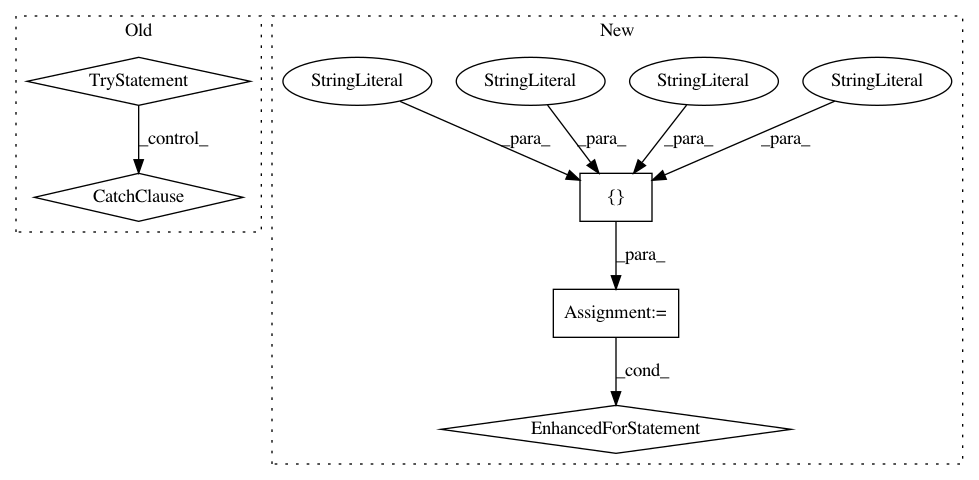 Old
New
TryStatement
StringLiteral
StringLiteral
StringLiteral
StringLiteral
_control_
_para_
_para_
_para_
_para_
CatchClause
{}
_para_
Assignment:=
_cond_
EnhancedForStatement